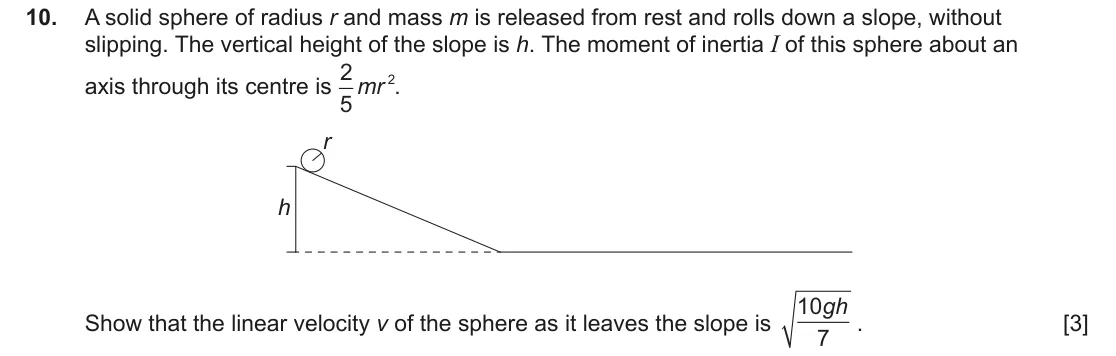 10. A solid sphere of radius r and mass m is released from rest and rolls down a slope, without
slipping. The vertical height of the slope is h. The moment of inertia I of this sphere about an
axis through its centre is 2/5 mr².
r
h
Show that the linear velocity v of the sphere as it leaves the slope is √(10gh/7). [3]